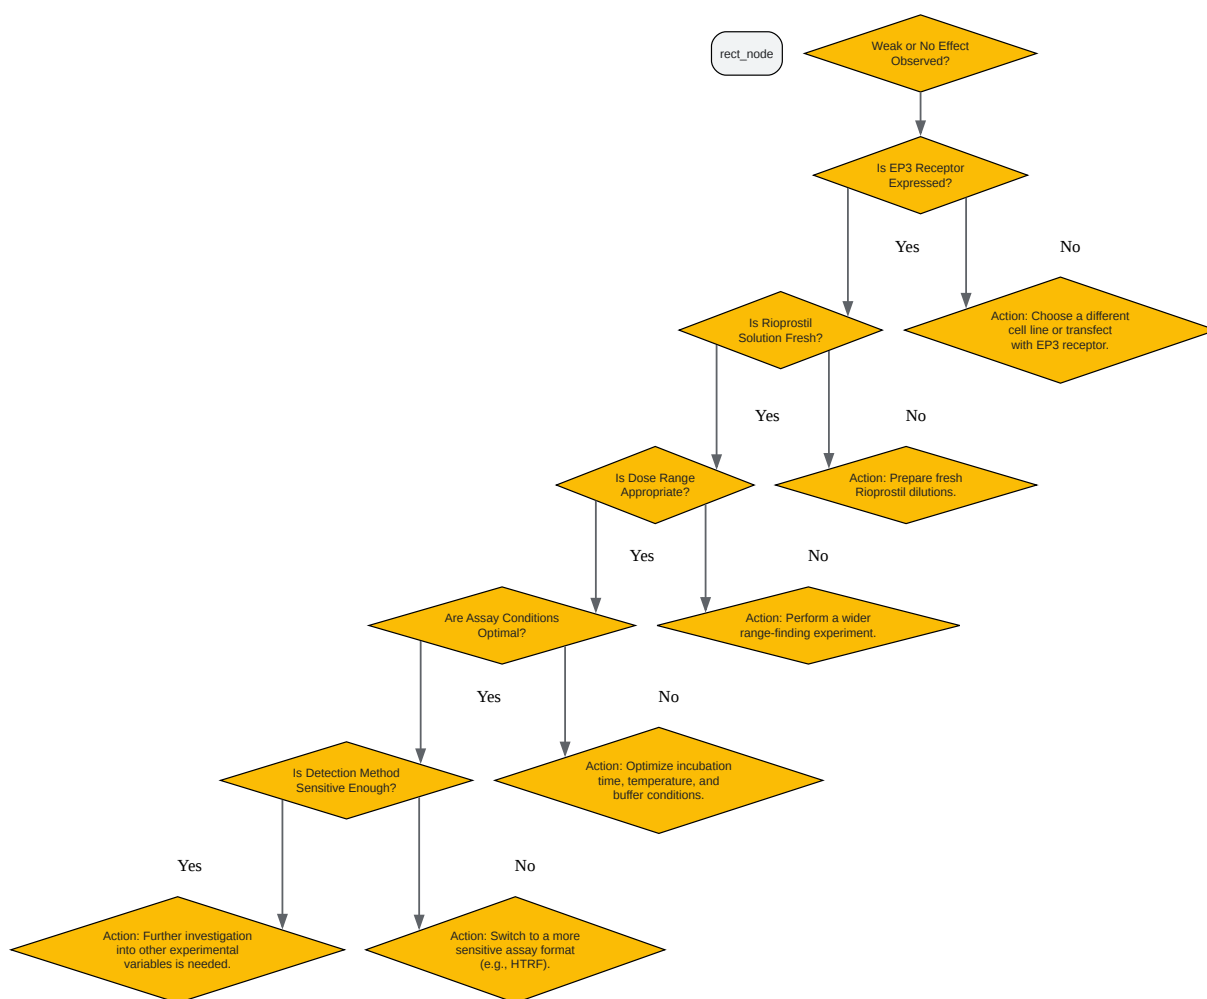 rect_node
Weak or No Effect
Observed?
Is EP3 Receptor
Expressed?
Yes
No
Is Rioprostil
Solution Fresh?
Action: Choose a different
cell line or transfect
with EP3 receptor.
Yes
No
Is Dose Range
Appropriate?
Action: Prepare fresh
Rioprostil dilutions.
Yes
No
Are Assay Conditions
Optimal?
Action: Perform a wider
range-finding experiment.
Yes
No
Is Detection Method
Sensitive Enough?
Action: Optimize incubation
time, temperature, and
buffer conditions.
Yes
No
Action: Further investigation
into other experimental
variables is needed.
Action: Switch to a more
sensitive assay format
(e.g., HTRF).